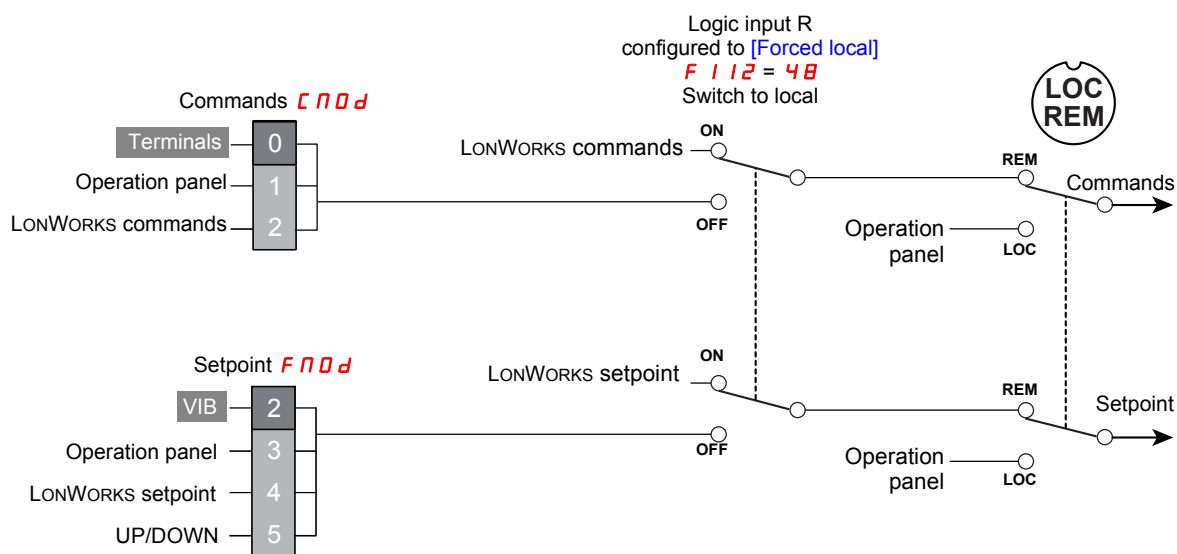 Logic input R
configured to [Forced local]
F 112 = 48
Switch to local
LOC
REM
Commands CMOd
Terminals
0
Operation panel
1
LONWORKS commands
2
LONWORKS commands
ON
OFF
REM
Commands
Operation
panel
LOC
Setpoint FMOd
VIB
2
Operation panel
3
LONWORKS setpoint
4
UP/DOWN
5
LONWORKS setpoint
ON
OFF
REM
Setpoint
Operation
panel
LOC